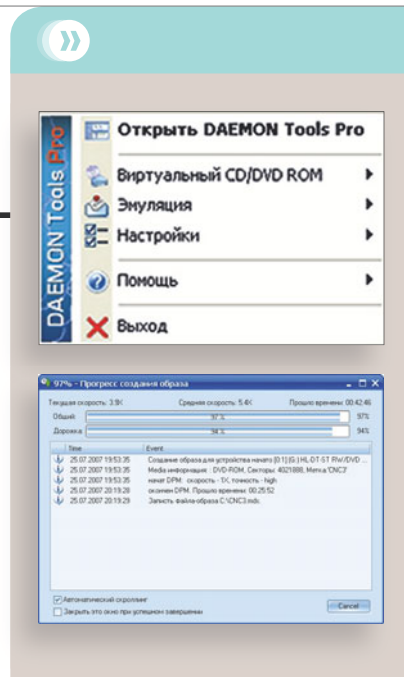 DAEMON Tools Pro
Открыть DAEMON Tools Pro
Виртуальный CD/DVD ROM
Эмуляция
Настройки
Помощь
Выход
97% - Прогресс создания образа
Текущая скорость: 3.9X Средняя скорость: 5.4X Прошло времени: 00:42:46
Общий: 97% 97%
Дорожка: 94% 94%
Time Event
25.07.2007 19:53:35 Создание образа для устройства начато [0:1] (G:) HL-DT-ST RW/DVD ...
25.07.2007 19:53:35 Media информация : DVD-ROM, Секторы: 4021888, Метка 'CNC3'
25.07.2007 19:53:35 начат DPM: скорость - 1X, точность - high
25.07.2007 20:19:28 окончен DPM. Прошло времени: 00:25:52
25.07.2007 20:19:29 Запись файла образа C:\CNC3.mds.
Автоматический скроллинг
Закрыть это окно при успешном завершении
Cancel